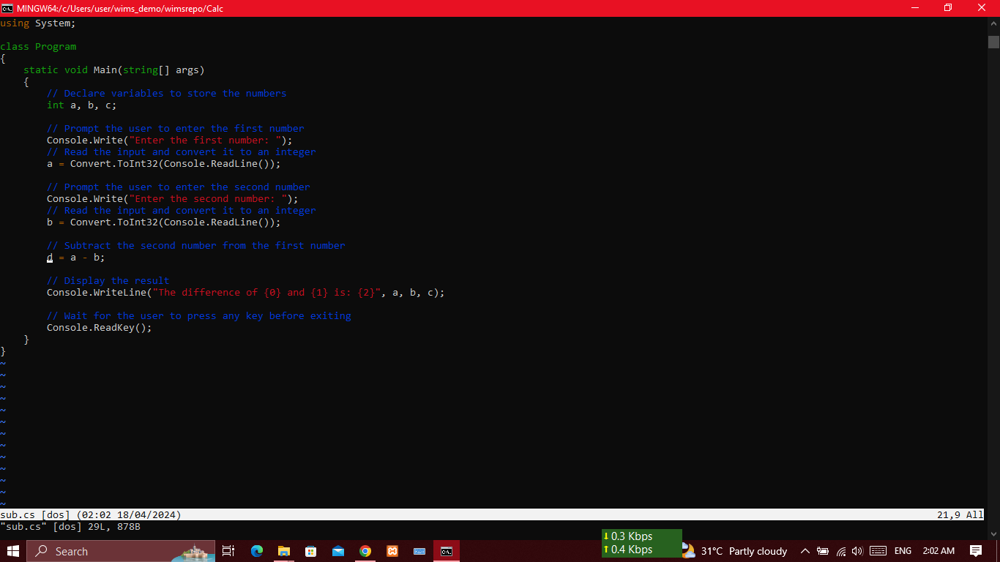 MINGW64:/c/Users/user/wims_demo/wimsrepo/Calc
using System;
class Program
{
    static void Main(string[] args)
    {
        // Declare variables to store the numbers
        int a, b, c;
        // Prompt the user to enter the first number
        Console.Write("Enter the first number: ");
        // Read the input and convert it to an integer
        a = Convert.ToInt32(Console.ReadLine());
        // Prompt the user to enter the second number
        Console.Write("Enter the second number: ");
        // Read the input and convert it to an integer
        b = Convert.ToInt32(Console.ReadLine());
        // Subtract the second number from the first number
        d = a - b;
        // Display the result
        Console.WriteLine("The difference of {0} and {1} is: {2}", a, b, c);
        // Wait for the user to press any key before exiting
        Console.ReadKey();
    }
}
~
~
~
~
~
~
~
~
~
~
~
~
~
sub.cs [dos] (02:02 18/04/2024) 21,9 All
"sub.cs" [dos] 29L, 878B
↓ 0.3 Kbps
↑ 0.4 Kbps
Search 31°C Partly cloudy ENG 2:02 AM